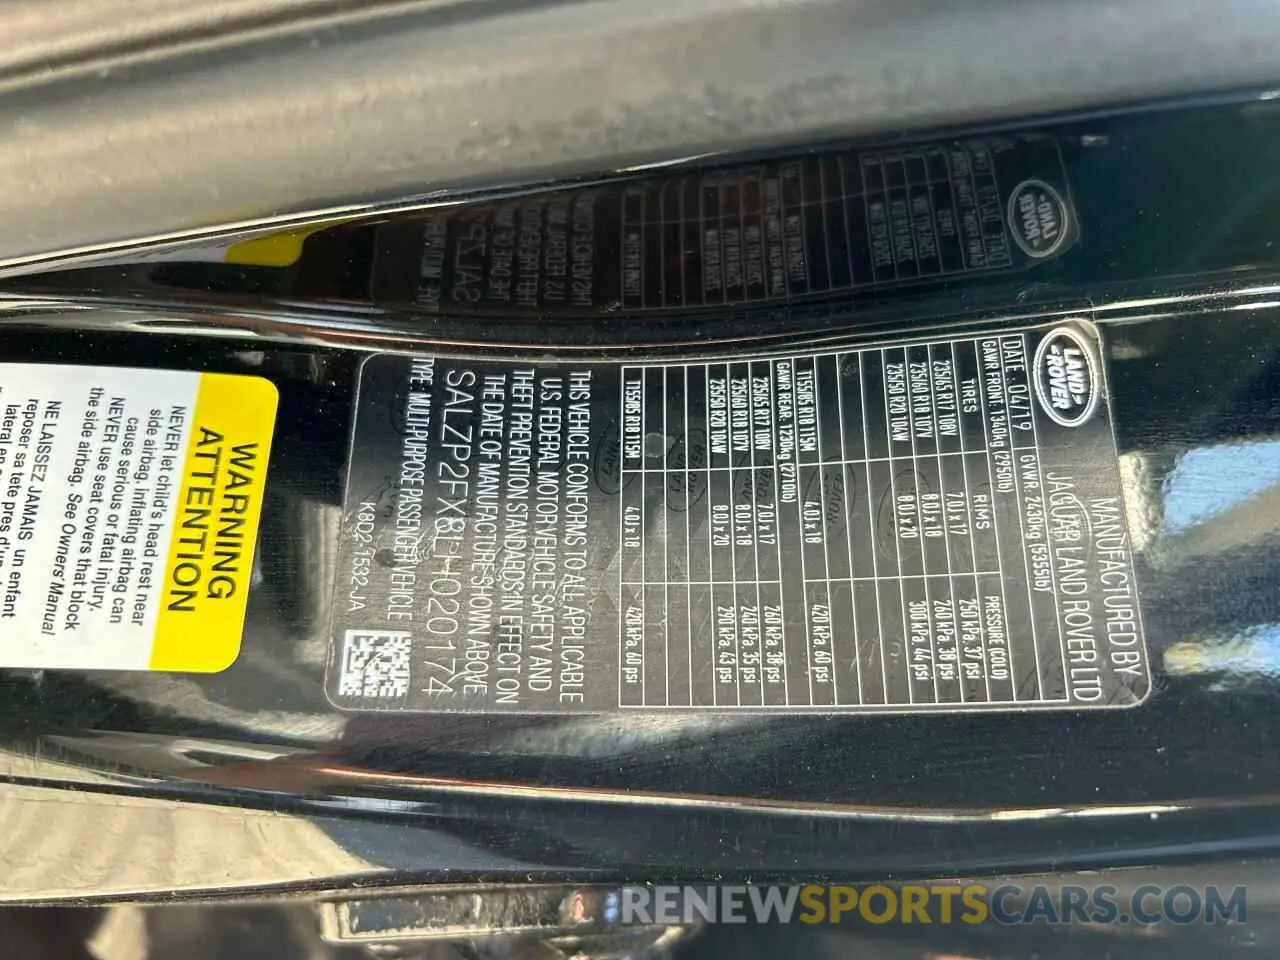 LAND
ROVER
MANUFACTURED BY
JAGUAR LAND ROVER LTD
DATE: 04/19 GVWR: 2430kg (5355lb)
GAWR FRONT: 1340kg (2950lb)
TIRES RIMS PRESSURE (COLD)
235/65 R17 108V 7.0J x 17 250 kPa, 37 psi
235/60 R18 107V 8.0J x 18 260 kPa, 38 psi
235/50 R20 104W 8.0J x 20 300 kPa, 44 psi
T155/85 R18 115M 4.0J x 18 420 kPa, 60 psi
GAWR REAR: 1230kg (2710lb)
235/65 R17 108V 7.0J x 17 260 kPa, 38 psi
235/60 R18 107V 8.0J x 18 240 kPa, 35 psi
235/50 R20 104W 8.0J x 20 290 kPa, 43 psi
T155/85 R18 115M 4.0J x 18 420 kPa, 60 psi
THIS VEHICLE CONFORMS TO ALL APPLICABLE
U.S. FEDERAL MOTOR VEHICLE SAFETY AND
THEFT PREVENTION STANDARDS IN EFFECT ON
THE DATE OF MANUFACTURE SHOWN ABOVE
SALZP2FX8LH020174
TYPE: MULTIPURPOSE PASSENGER VEHICLE
K8D2-1532-JA
WARNING
ATTENTION
NEVER let child's head rest near
side airbag. Inflating airbag can
cause serious or fatal injury.
NEVER use seat covers that block
the side airbag. See Owners' Manual
NE LAISSEZ JAMAIS un enfant
reposer sa tete pres d'un
lateral en
RENEWSPORTSCARS.COM